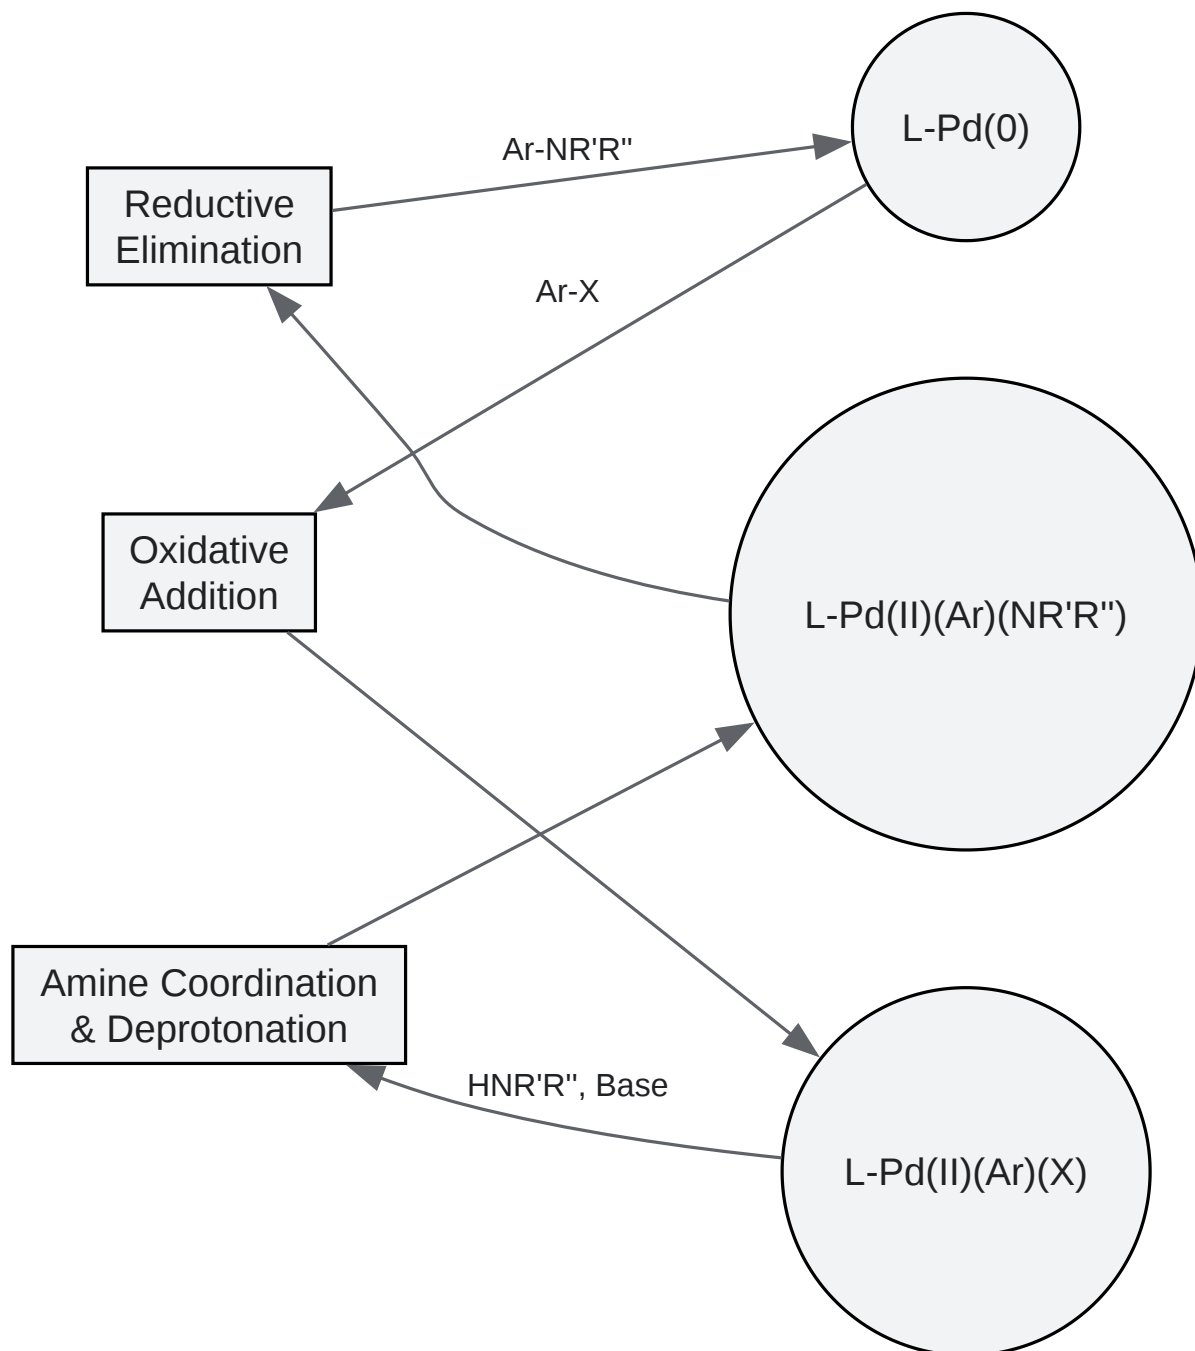 L-Pd(0)
Ar-NR'R"
Reductive
Elimination
Ar-X
Oxidative
Addition
L-Pd(II)(Ar)(NR'R")
Amine Coordination
& Deprotonation
HNR'R", Base
L-Pd(II)(Ar)(X)